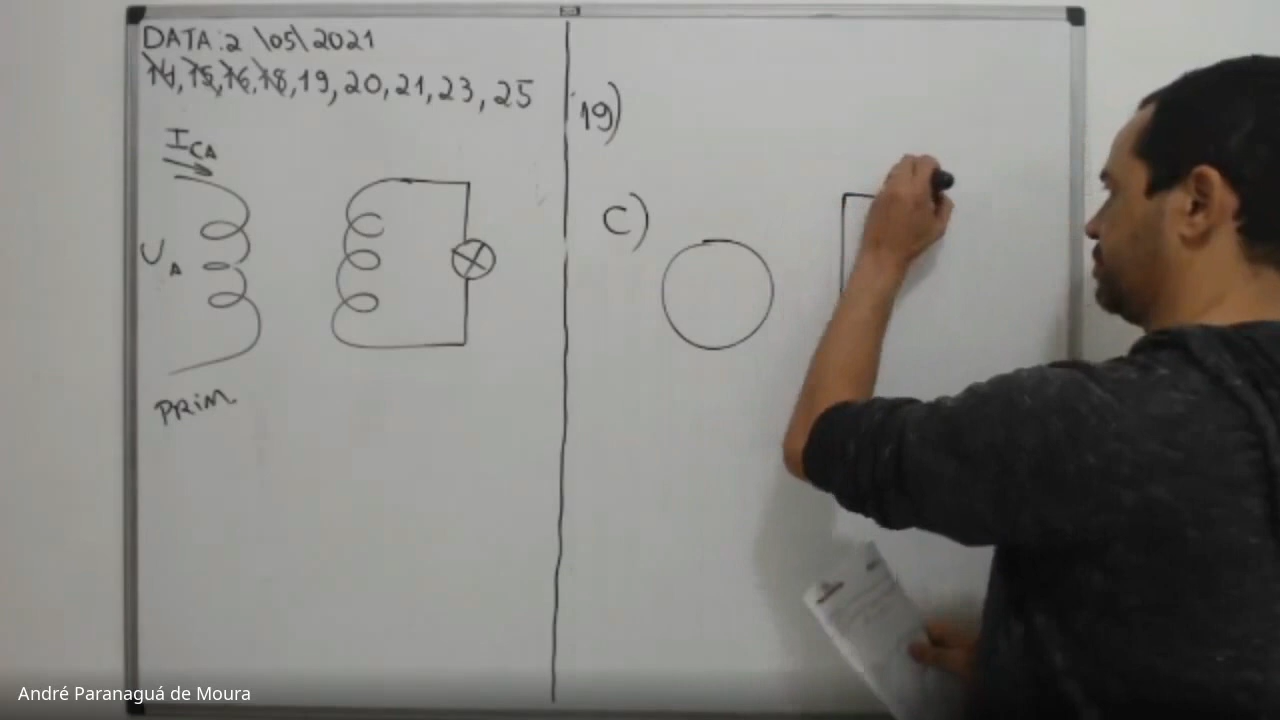 DATA: 2 \05\ 2021
14, 15, 16, 18, 19, 20, 21, 23, 25
I CA
U A
PRIM
19)
C)
André Paranaguá de Moura